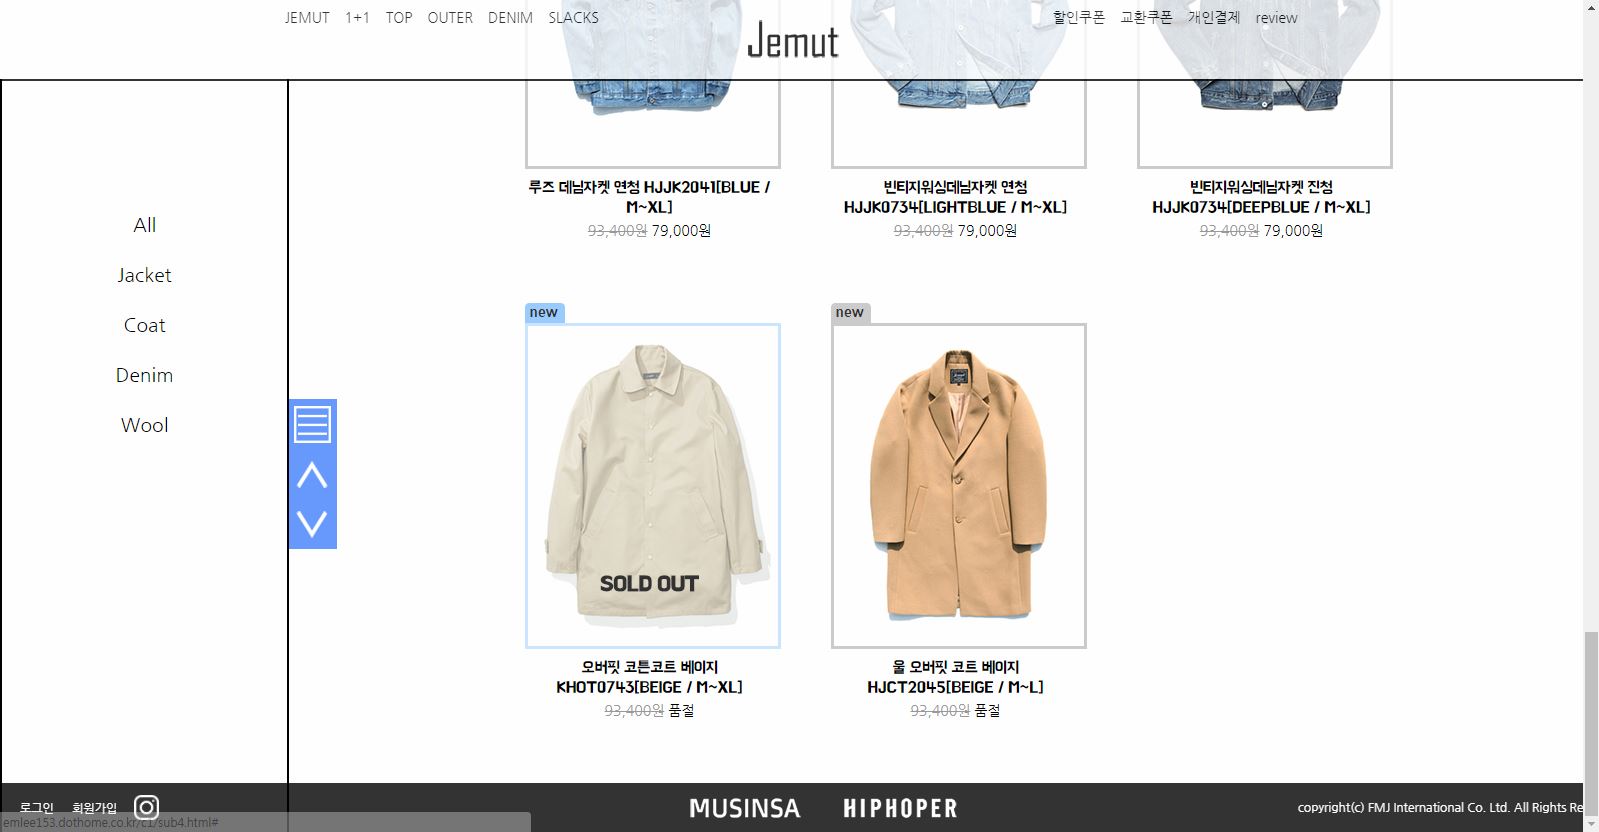 JEMUT 1+1 TOP OUTER DENIM SLACKS
Jemut
할인쿠폰 교환쿠폰 개인결제 review
All
Jacket
Coat
Denim
Wool
루즈 데님자켓 연청 HJJK2041[BLUE /
M~XL]
93,400원 79,000원
빈티지워싱데님자켓 연청
HJJK0734[LIGHTBLUE / M~XL]
93,400원 79,000원
빈티지워싱데님자켓 진청
HJJK0734[DEEPBLUE / M~XL]
93,400원 79,000원
new
SOLD OUT
오버핏 코튼코트 베이지
KHOT0743[BEIGE / M~XL]
93,400원 품절
new
울 오버핏 코트 베이지
HJCT2045[BEIGE / M~L]
93,400원 품절
로그인 회원가입
MUSINSA HIPHOPER
copyright(c) FMJ International Co. Ltd. All Rights Re
emlee153.dothome.co.kr/c1/sub4.html#